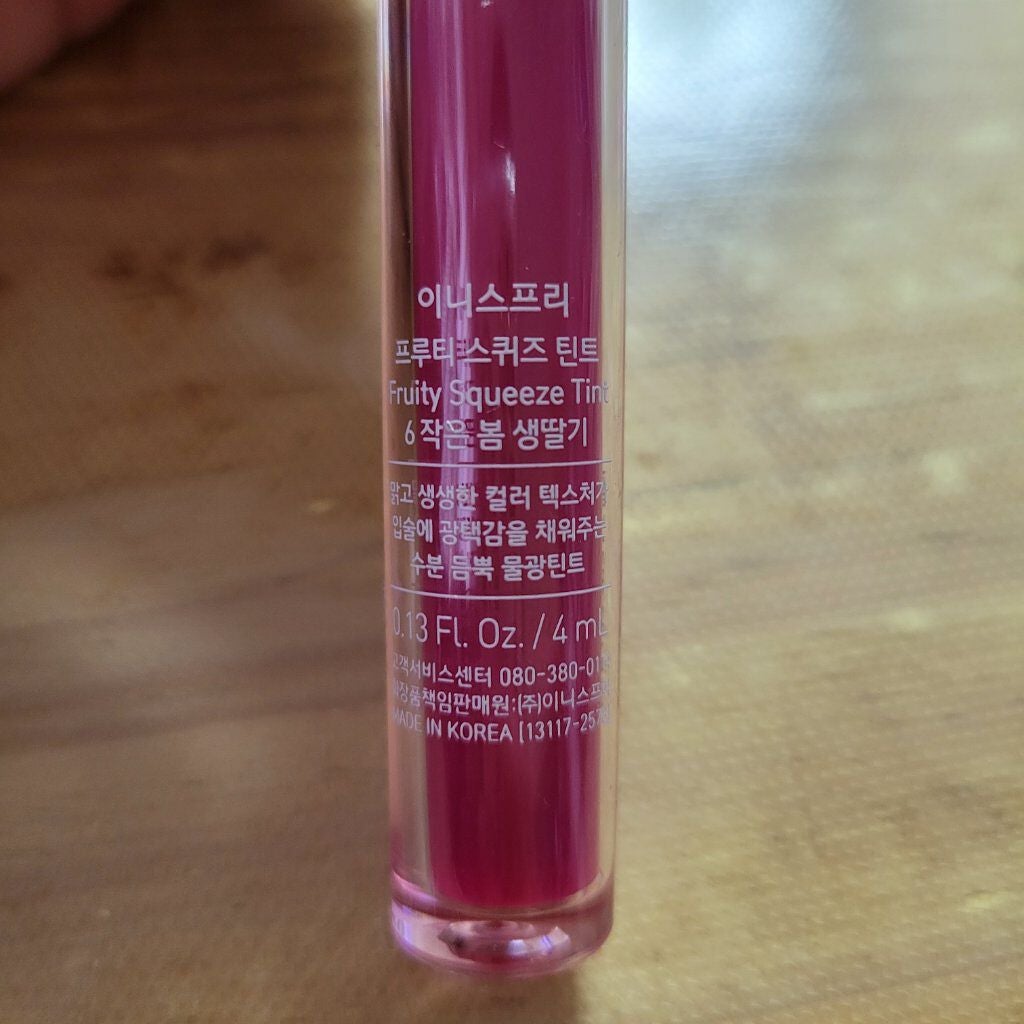 이니스프리
프루티 스퀴즈 틴트
Fruity Squeeze Tint
6 작은 봄 생딸기
맑고 생생한 컬러 텍스처가
입술에 광택감을 채워주는
수분 듬뿍 물광틴트
0.13 Fl. Oz. / 4 mL
고객서비스센터
화장품책임판매원:(주)이니스프리
MADE IN KOREA